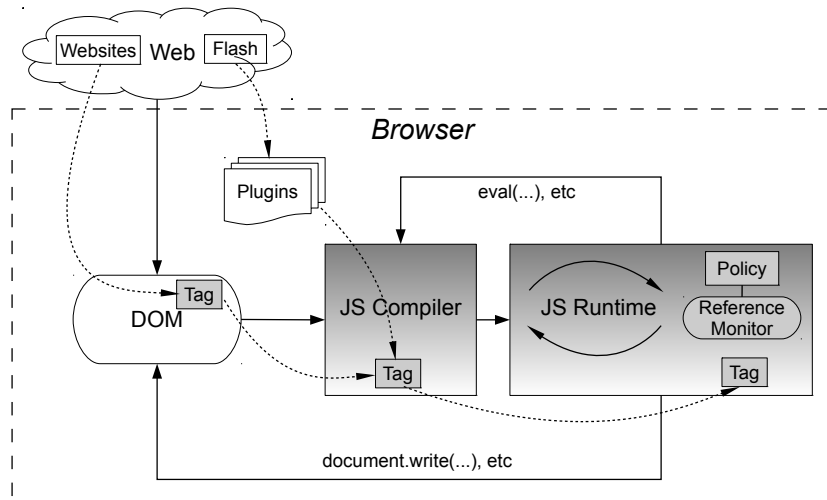 Websites
Web
Flash
Browser
Plugins
eval(...), etc
Tag
DOM
JS Compiler
Tag
JS Runtime
Policy
Reference
Monitor
Tag
document.write(...), etc